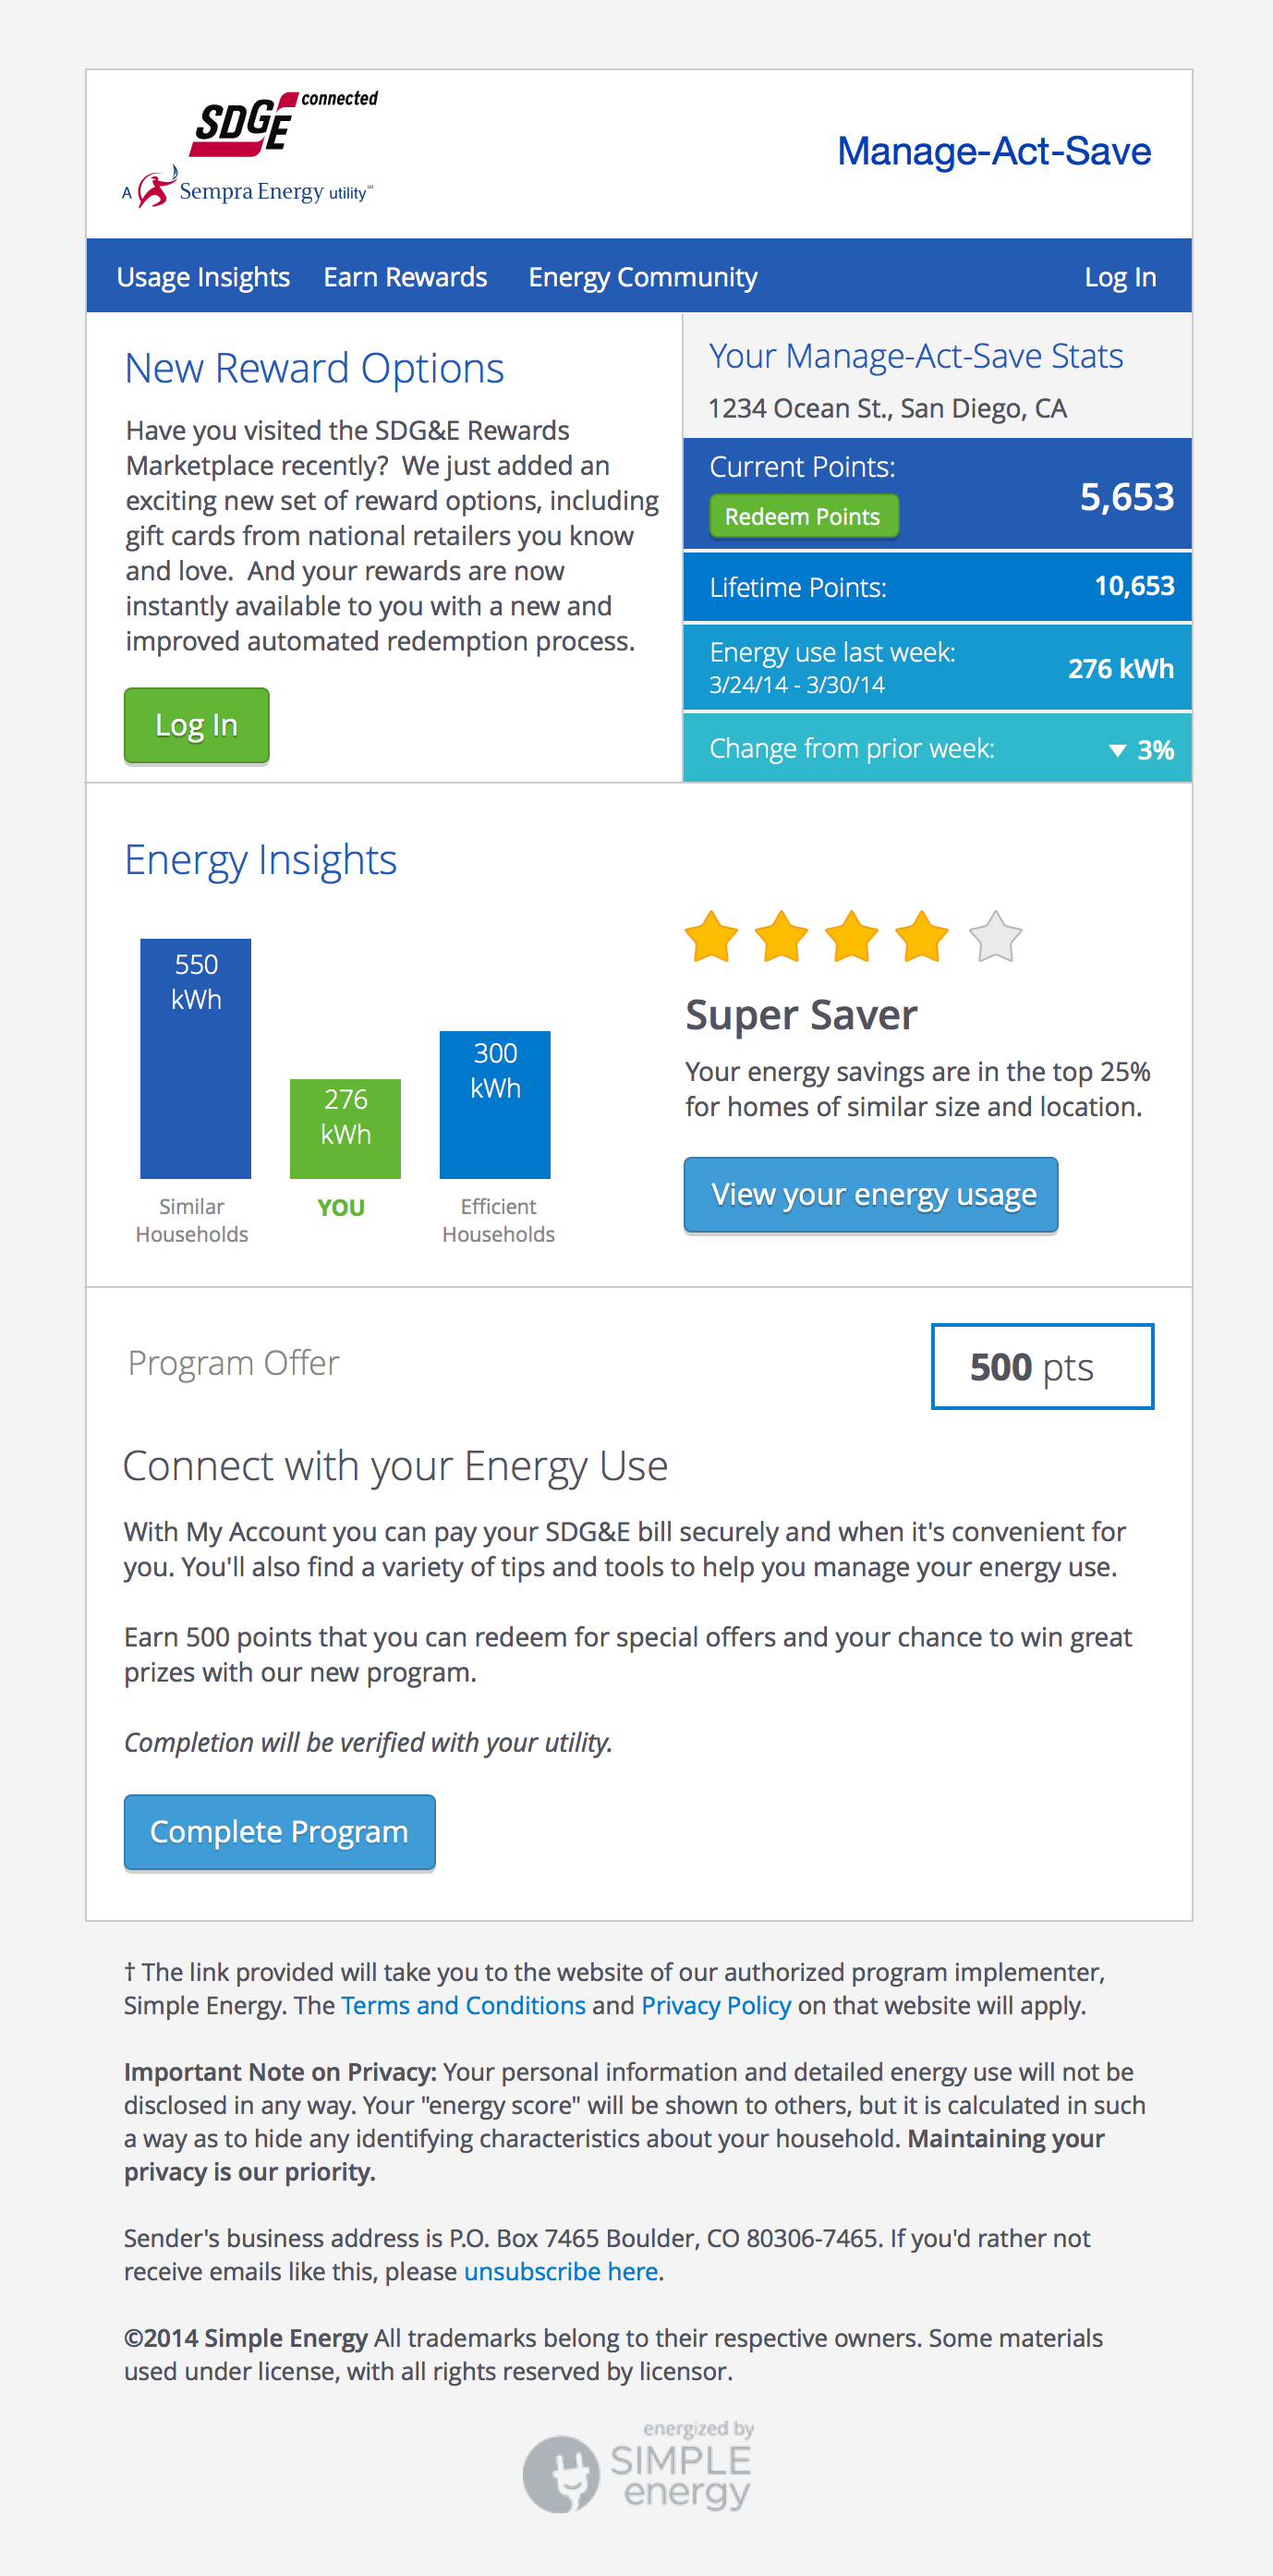 SDGE connected
A Sempra Energy utility℠
Manage-Act-Save
Usage Insights Earn Rewards Energy Community Log In
New Reward Options
Have you visited the SDG&E Rewards
Marketplace recently?  We just added an
exciting new set of reward options, including
gift cards from national retailers you know
and love.  And your rewards are now
instantly available to you with a new and
improved automated redemption process.
Log In
Your Manage-Act-Save Stats
1234 Ocean St., San Diego, CA
Current Points:
Redeem Points
5,653
Lifetime Points: 10,653
Energy use last week:
3/24/14 - 3/30/14
276 kWh
Change from prior week: ▼ 3%
Energy Insights
550
kWh
276
kWh
300
kWh
Similar
Households
YOU
Efficient
Households
Super Saver
Your energy savings are in the top 25%
for homes of similar size and location.
View your energy usage
Program Offer
500 pts
Connect with your Energy Use
With My Account you can pay your SDG&E bill securely and when it's convenient for
you. You'll also find a variety of tips and tools to help you manage your energy use.
Earn 500 points that you can redeem for special offers and your chance to win great
prizes with our new program.
Completion will be verified with your utility.
Complete Program
† The link provided will take you to the website of our authorized program implementer,
Simple Energy. The Terms and Conditions and Privacy Policy on that website will apply.
Important Note on Privacy: Your personal information and detailed energy use will not be
disclosed in any way. Your "energy score" will be shown to others, but it is calculated in such
a way as to hide any identifying characteristics about your household. Maintaining your
privacy is our priority.
Sender's business address is P.O. Box 7465 Boulder, CO 80306-7465. If you'd rather not
receive emails like this, please unsubscribe here.
©2014 Simple Energy All trademarks belong to their respective owners. Some materials
used under license, with all rights reserved by licensor.
energized by
SIMPLE
energy